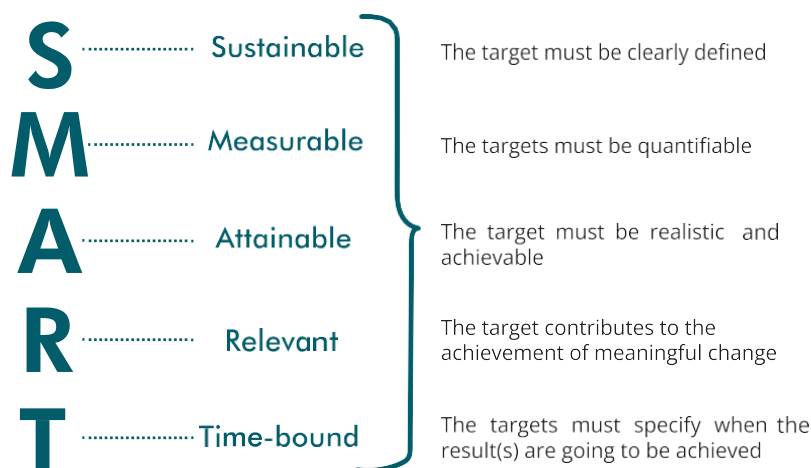 S Sustainable The target must be clearly defined
M Measurable The targets must be quantifiable
A Attainable The target must be realistic and
achievable
R Relevant The target contributes to the
achievement of meaningful change
T Time-bound The targets must specify when the
result(s) are going to be achieved